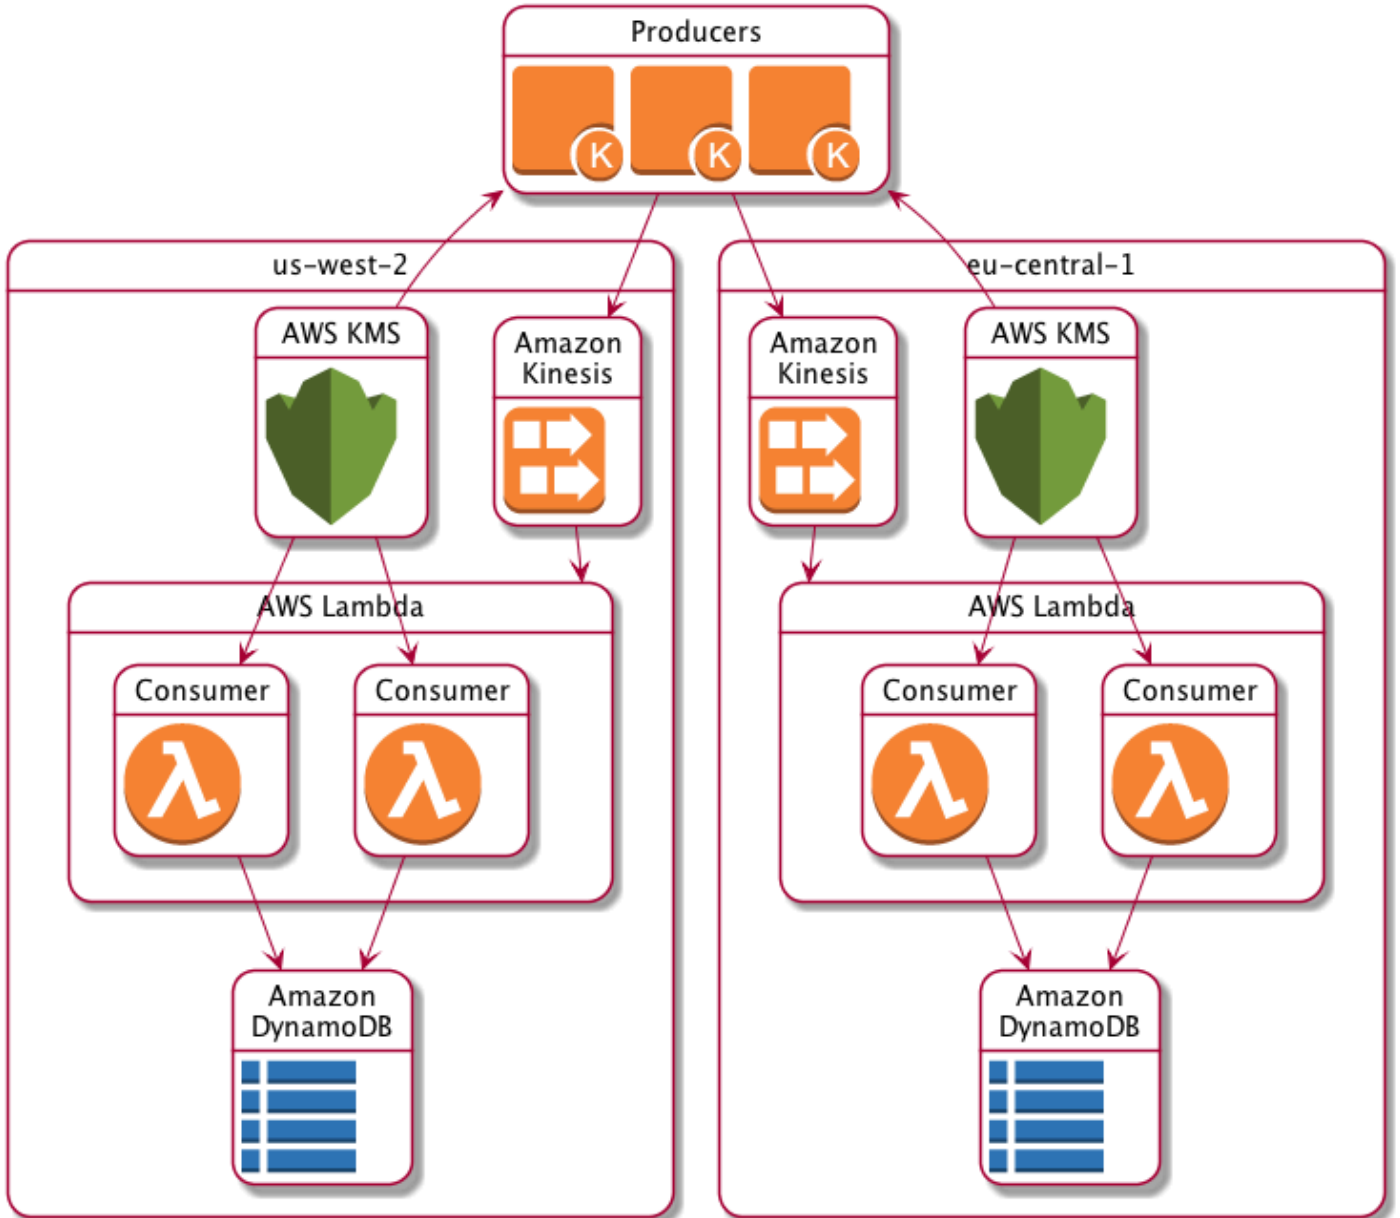 Producers
K K K
us-west-2
AWS KMS
Amazon
Kinesis
AWS Lambda
Consumer
Consumer
λ λ
Amazon
DynamoDB
eu-central-1
Amazon
Kinesis
AWS KMS
AWS Lambda
Consumer
Consumer
λ λ
Amazon
DynamoDB